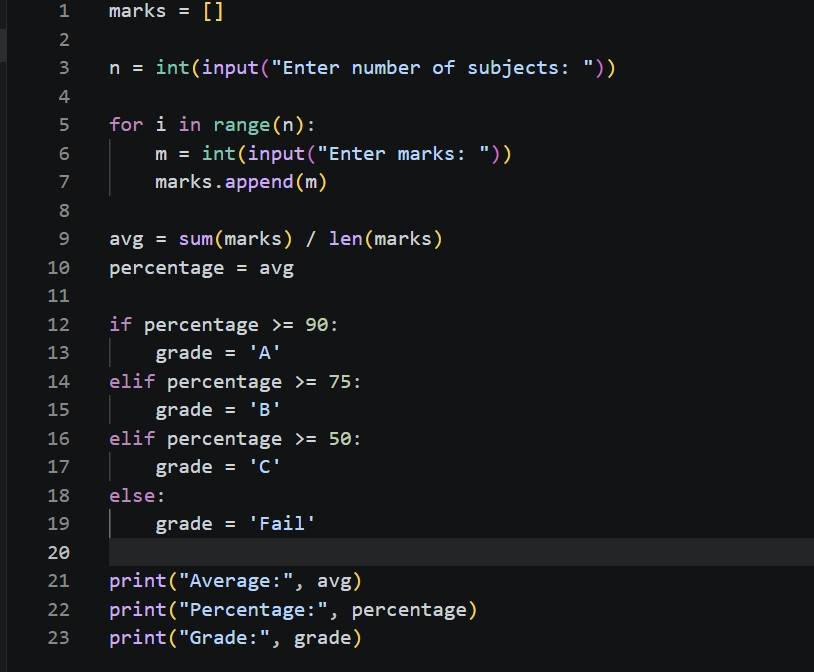 1 marks = []
2
3 n = int(input("Enter number of subjects: "))
4
5 for i in range(n):
6     m = int(input("Enter marks: "))
7     marks.append(m)
8
9 avg = sum(marks) / len(marks)
10 percentage = avg
11
12 if percentage >= 90:
13     grade = 'A'
14 elif percentage >= 75:
15     grade = 'B'
16 elif percentage >= 50:
17     grade = 'C'
18 else:
19     grade = 'Fail'
20
21 print("Average:", avg)
22 print("Percentage:", percentage)
23 print("Grade:", grade)